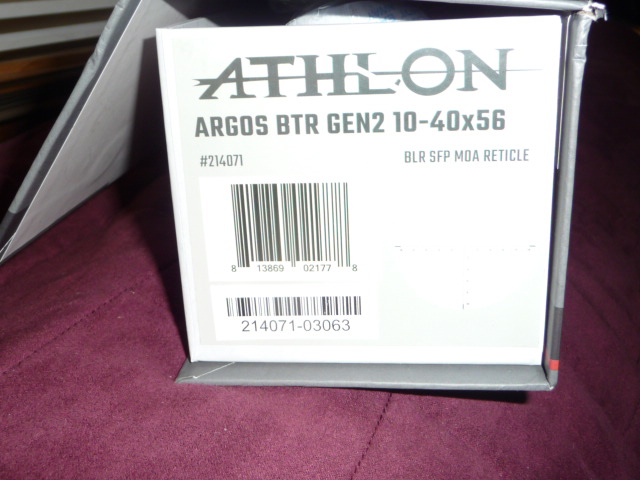 ATHLON
ARGOS BTR GEN2 10-40x56
#214071
BLR SFP MOA RETICLE
8 13869 02177 8
214071-03063